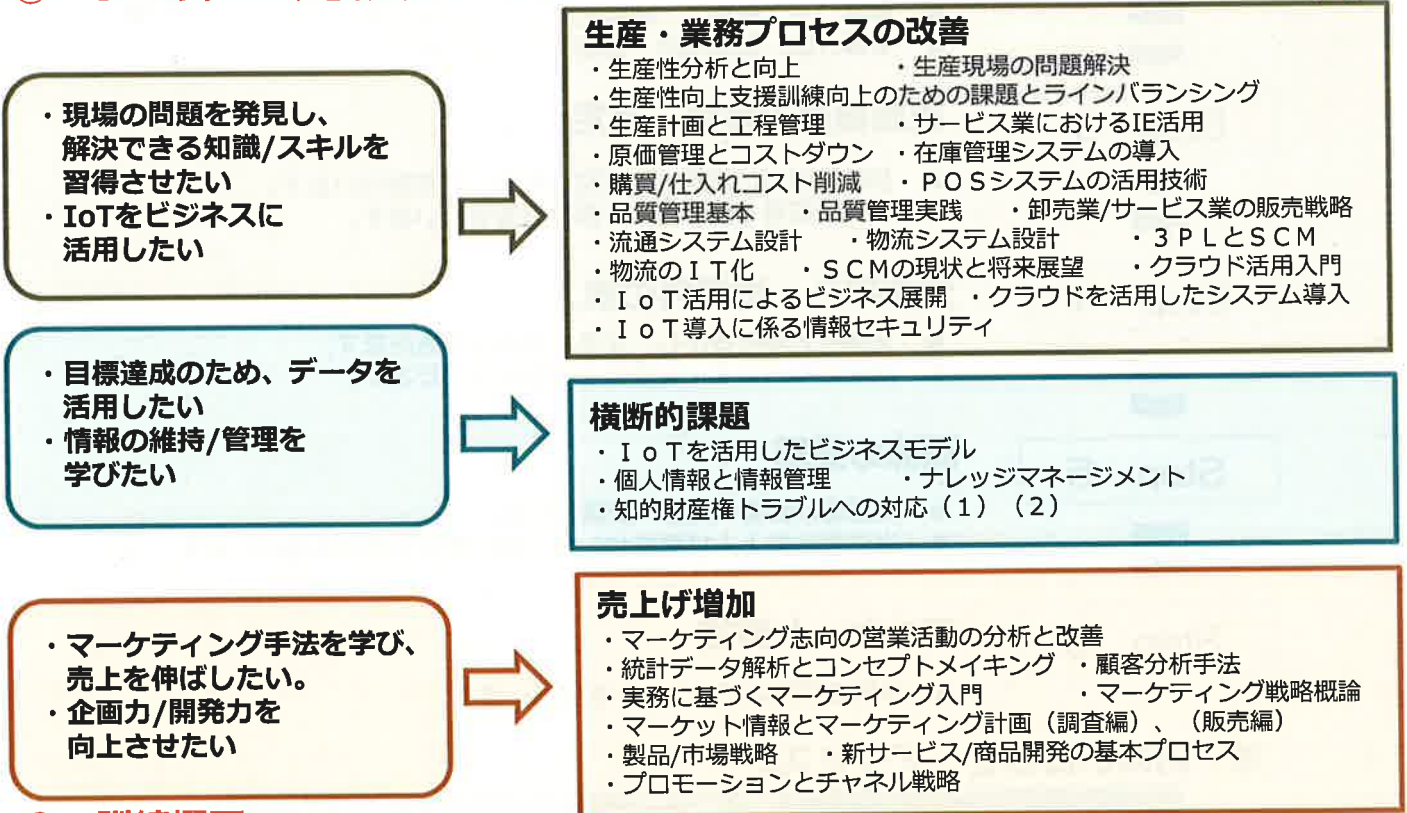 ・現場の問題を発見し、
解決できる知識/スキルを
習得させたい
・IoTをビジネスに
活用したい
生産・業務プロセスの改善
・生産性分析と向上　・生産現場の問題解決
・生産性向上支援訓練向上のための課題とラインバランシング
・生産計画と工程管理　・サービス業におけるIE活用
・原価管理とコストダウン　・在庫管理システムの導入
・購買/仕入れコスト削減　・ＰＯＳシステムの活用技術
・品質管理基本　・品質管理実践　・卸売業/サービス業の販売戦略
・流通システム設計　・物流システム設計　・３ＰＬとＳＣＭ
・物流のＩＴ化　・ＳＣＭの現状と将来展望　・クラウド活用入門
・ＩｏＴ活用によるビジネス展開　・クラウドを活用したシステム導入
・ＩｏＴ導入に係る情報セキュリティ
・目標達成のため、データを
活用したい
・情報の維持/管理を
学びたい
横断的課題
・ＩｏＴを活用したビジネスモデル
・個人情報と情報管理　・ナレッジマネージメント
・知的財産権トラブルへの対応（１）（２）
・マーケティング手法を学び、
売上を伸ばしたい。
・企画力/開発力を
向上させたい
売上げ増加
・マーケティング志向の営業活動の分析と改善
・統計データ解析とコンセプトメイキング　・顧客分析手法
・実務に基づくマーケティング入門　・マーケティング戦略概論
・マーケット情報とマーケティング計画（調査編）、（販売編）
・製品/市場戦略　・新サービス/商品開発の基本プロセス
・プロモーションとチャネル戦略